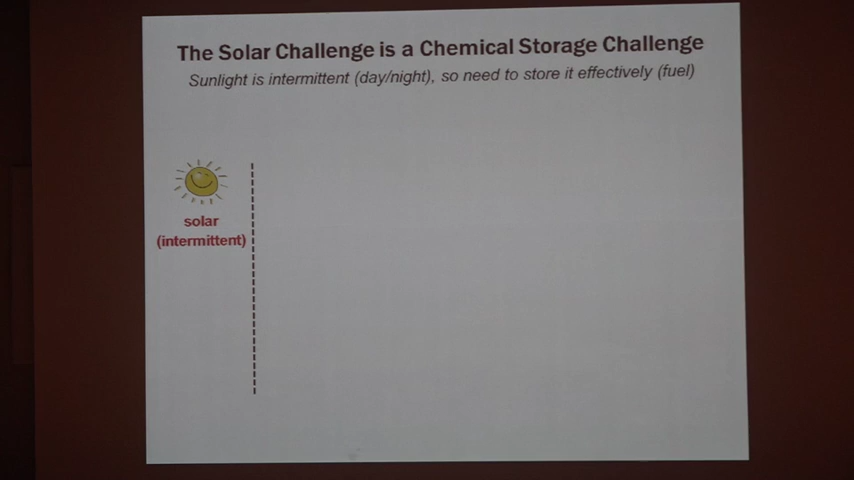 The Solar Challenge is a Chemical Storage Challenge
Sunlight is intermittent (day/night), so need to store it effectively (fuel)
solar
(intermittent)